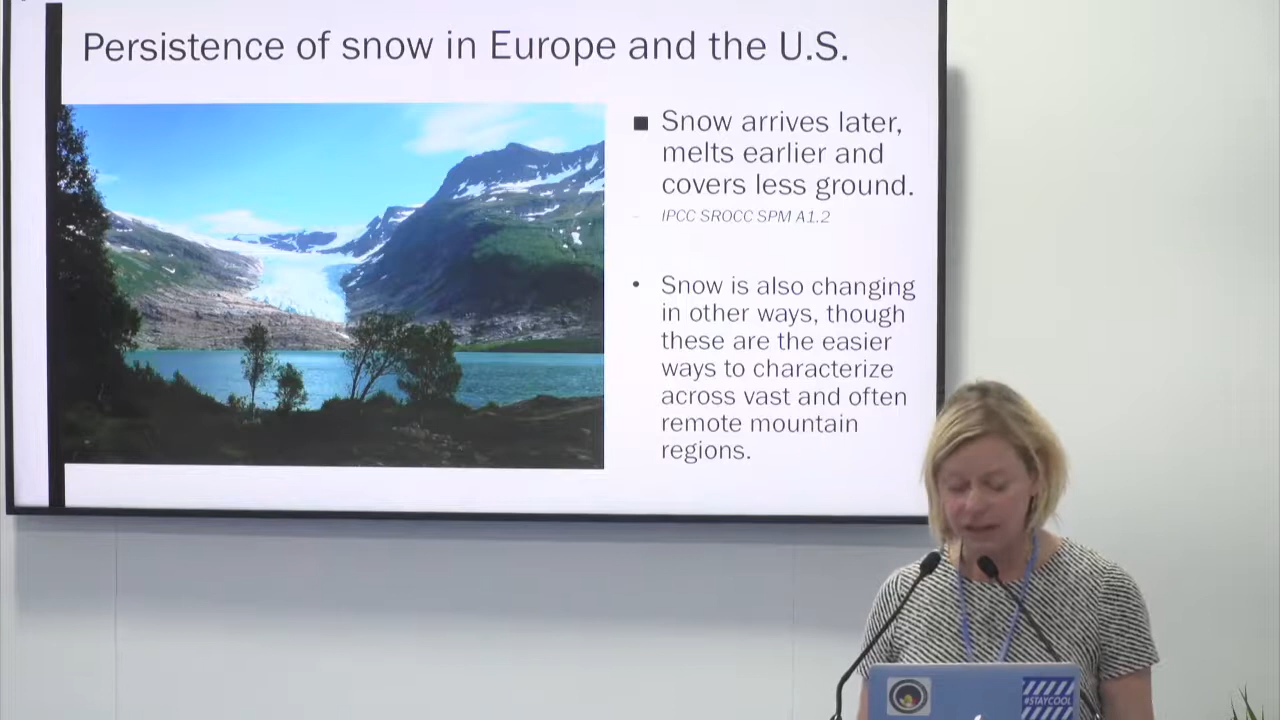 Persistence of snow in Europe and the U.S.
■ Snow arrives later,
melts earlier and
covers less ground.
– IPCC SROCC SPM A1.2
• Snow is also changing
in other ways, though
these are the easier
ways to characterize
across vast and often
remote mountain
regions.
#STAYCOOL